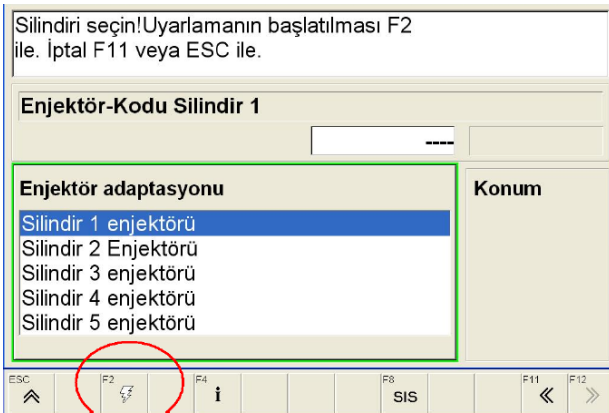 Silindiri seçin!Uyarlamanın başlatılması F2
ile. İptal F11 veya ESC ile.
Enjektör-Kodu Silindir 1
----
Enjektör adaptasyonu
Konum
Silindir 1 enjektörü
Silindir 2 Enjektörü
Silindir 3 enjektörü
Silindir 4 enjektörü
Silindir 5 enjektörü
ESC F2 F4 F8 F11 F12
i SIS